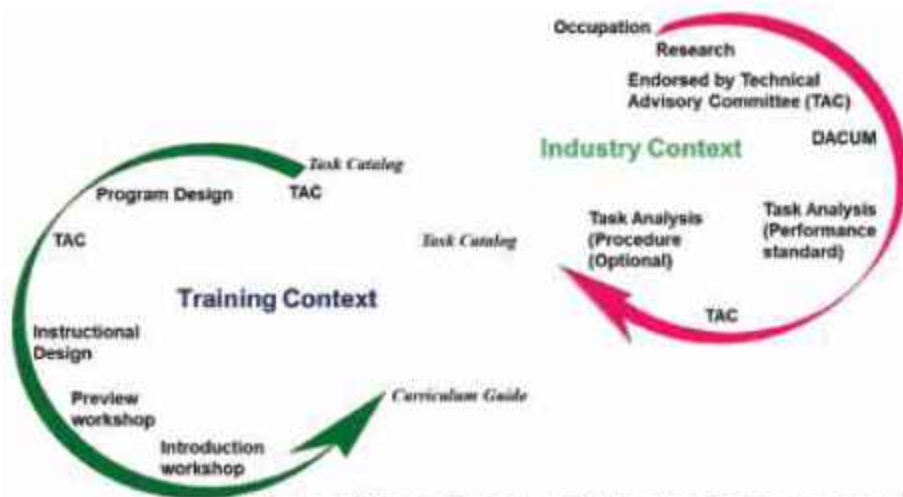 Occupation
Research
Endorsed by Technical
Advisory Committee (TAC)
DACUM
Industry Context
Task Analysis
(Performance
standard)
Task Analysis
(Procedure
(Optional)
TAC
Task Catalog
Task Catalog
TAC
Program Design
TAC
Training Context
Instructional
Design
Preview
workshop
Introduction
workshop
Curriculum Guide